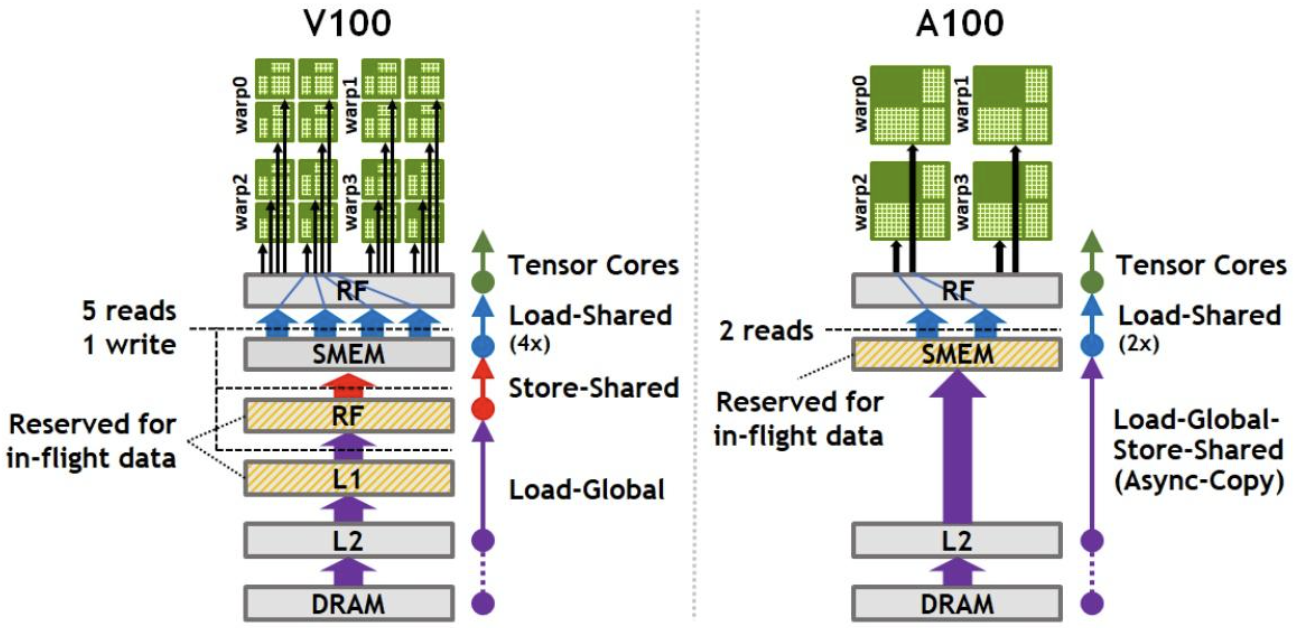 V100
warp0
warp1
warp2
warp3
RF
5 reads
1 write
SMEM
RF
Reserved for
in-flight data
L1
L2
DRAM
Tensor Cores
Load-Shared
(4x)
Store-Shared
Load-Global
A100
warp0
warp1
warp2
warp3
RF
2 reads
SMEM
Reserved for
in-flight data
L2
DRAM
Tensor Cores
Load-Shared
(2x)
Load-Global-
Store-Shared
(Async-Copy)